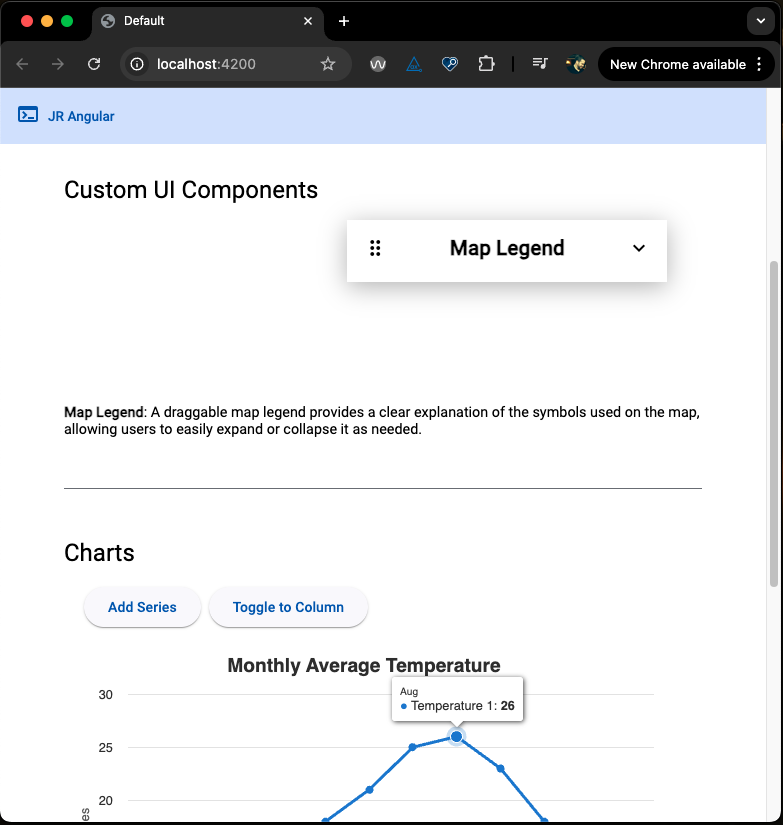 Default
localhost:4200
New Chrome available
JR Angular
Custom UI Components
Map Legend
Map Legend: A draggable map legend provides a clear explanation of the symbols used on the map,
allowing users to easily expand or collapse it as needed.
Charts
Add Series
Toggle to Column
Monthly Average Temperature
30
Aug
Temperature 1: 26
25
20